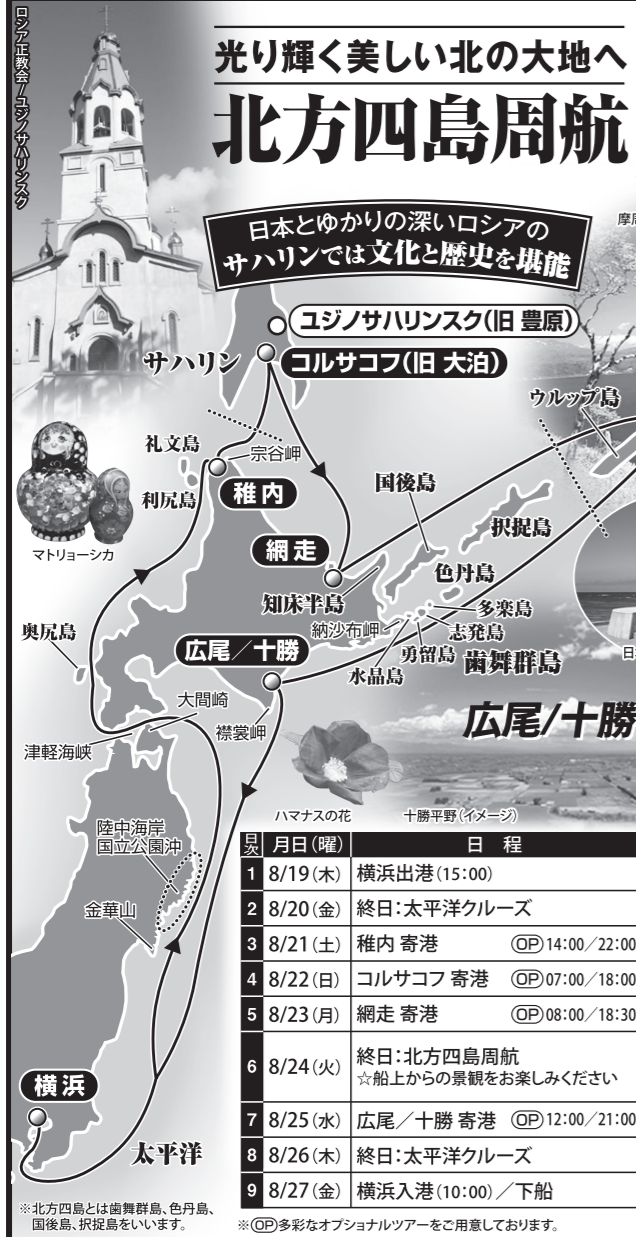 ロシア正教会/ユジノサハリンスク
光り輝く美しい北の大地へ
北方四島周航
日本とゆかりの深いロシアの
サハリンでは文化と歴史を堪能
摩周
ユジノサハリンスク(旧 豊原)
サハリン
コルサコフ(旧 大泊)
ウルップ島
礼文島
宗谷岬
利尻島
稚内
国後島
択捉島
マトリョーシカ
網走
色丹島
知床半島
多楽島
納沙布岬
志発島
奥尻島
広尾/十勝
勇留島
歯舞群島
水晶島
大間崎
襟裳岬
津軽海峡
広尾/十勝
ハマナスの花
十勝平野(イメージ)
陸中海岸
国立公園沖
金華山
横浜
太平洋
※北方四島とは歯舞群島、色丹島、
国後島、択捉島をいいます。
日次 月日(曜) 日 程
1 8/19(木) 横浜出港(15:00)
2 8/20(金) 終日:太平洋クルーズ
3 8/21(土) 稚内 寄港 OP 14:00/22:00
4 8/22(日) コルサコフ 寄港 OP 07:00/18:00
5 8/23(月) 網走 寄港 OP 08:00/18:30
6 8/24(火) 終日:北方四島周航
☆船上からの景観をお楽しみください
7 8/25(水) 広尾/十勝 寄港 OP 12:00/21:00
8 8/26(木) 終日:太平洋クルーズ
9 8/27(金) 横浜入港(10:00)/下船
※OP多彩なオプショナルツアーをご用意しております。